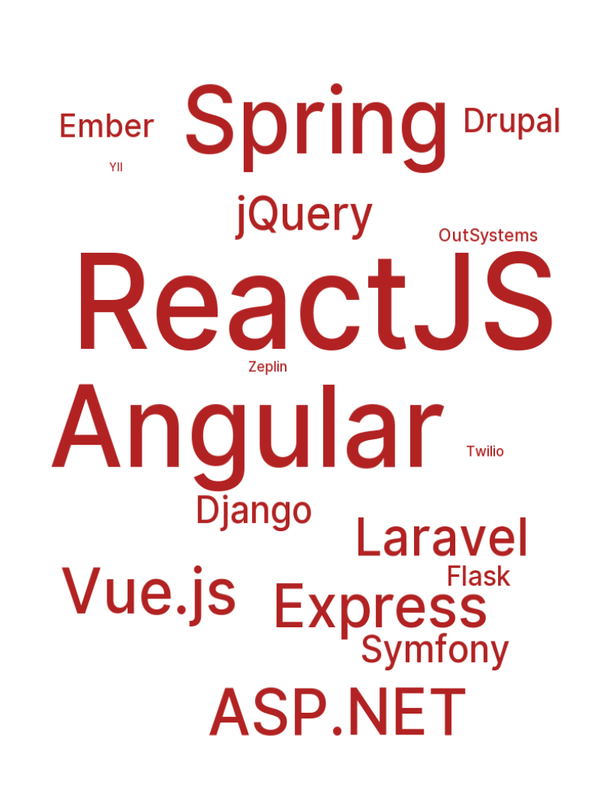 Spring
Ember
Drupal
YII
jQuery
OutSystems
ReactJS
Zeplin
Angular
Twilio
Django
Laravel
Flask
Vue.js
Express
Symfony
ASP.NET